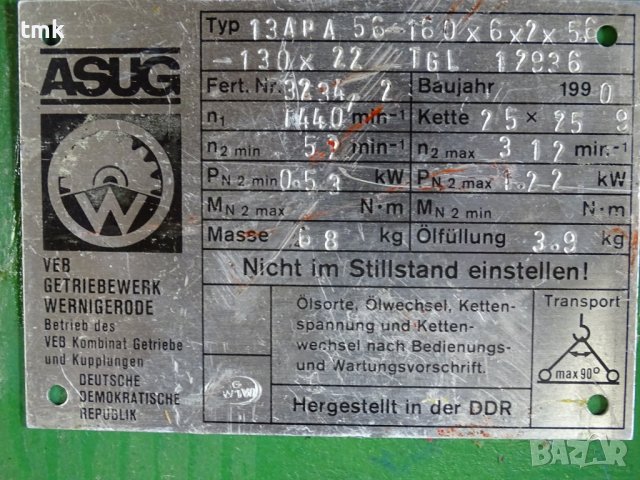 tmk
ASUG
W
VEB
GETRIEBEWERK
WERNIGERODE
Betrieb des
VEB Kombinat Getriebe
und Kupplungen
DEUTSCHE
DEMOKRATISCHE
REPUBLIK
Typ 13APA 56-160x6x2x56
-130x22 TGL 12936
Fert. Nr. 3234, 2 Baujahr 1990
n1 1440 min-1 Kette 25 × 25 9
n2 min 52 min-1 n2 max 312 min-1
PN 2 min 0.53 kW PN 2 max 1.22 kW
MN 2 max N·m MN 2 min N·m
Masse 68 kg Ölfüllung 3.9 kg
Nicht im Stillstand einstellen!
Ölsorte, Ölwechsel, Ketten-
spannung und Ketten-
wechsel nach Bedienungs-
und Wartungsvorschrift.
Transport
max 90°
Hergestellt in der DDR
bazar